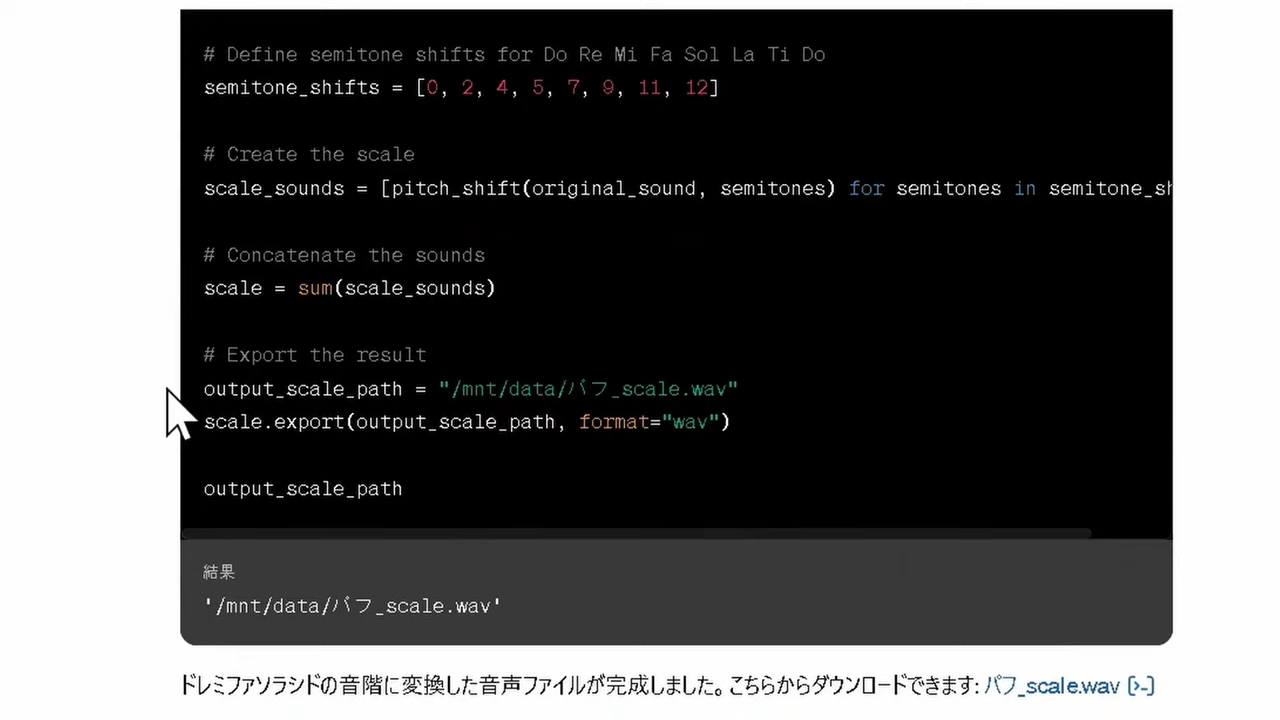 # Define semitone shifts for Do Re Mi Fa Sol La Ti Do
semitone_shifts = [0, 2, 4, 5, 7, 9, 11, 12]
# Create the scale
scale_sounds = [pitch_shift(original_sound, semitones) for semitones in semitone_sh
# Concatenate the sounds
scale = sum(scale_sounds)
# Export the result
output_scale_path = "/mnt/data/パフ_scale.wav"
scale.export(output_scale_path, format="wav")
output_scale_path
結果
'/mnt/data/パフ_scale.wav'
ドレミファソラシドの音階に変換した音声ファイルが完成しました。こちらからダウンロードできます: パフ_scale.wav [>-]